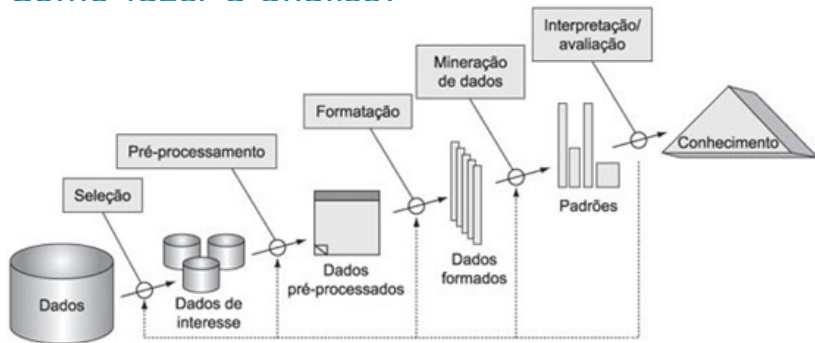 Interpretação/
avaliação
Mineração
de dados
Formatação
Conhecimento
Pré-processamento
Seleção
Padrões
Dados
formados
Dados
pré-processados
Dados de
interesse
Dados